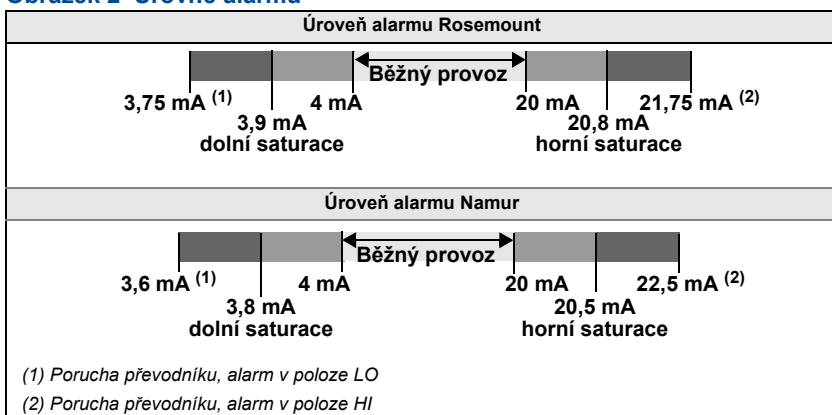 Obrázek 2 Úrovně alarmu
Úroveň alarmu Rosemount
Běžný provoz
3,75 mA (1) 4 mA 20 mA 21,75 mA (2)
3,9 mA 20,8 mA
dolní saturace horní saturace
Úroveň alarmu Namur
Běžný provoz
3,6 mA (1) 4 mA 20 mA 22,5 mA (2)
3,8 mA 20,5 mA
dolní saturace horní saturace
(1) Porucha převodníku, alarm v poloze LO
(2) Porucha převodníku, alarm v poloze HI